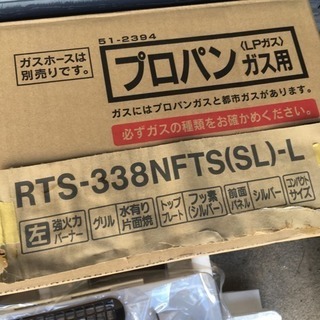 51-2394
ガスホースは
別売りです。
プロパン
〈LPガス〉
ガス用
ガスにはプロパンガスと都市ガスがあります。
必ずガスの種類をお確かめください。
RTS-338NFTS(SL)-L
左
強火力
バーナー
グリル
水有り
片面焼
トップ
プレート
フッ素
(シルバー)
前面
パネル
シルバー
コンパクト
サイズ